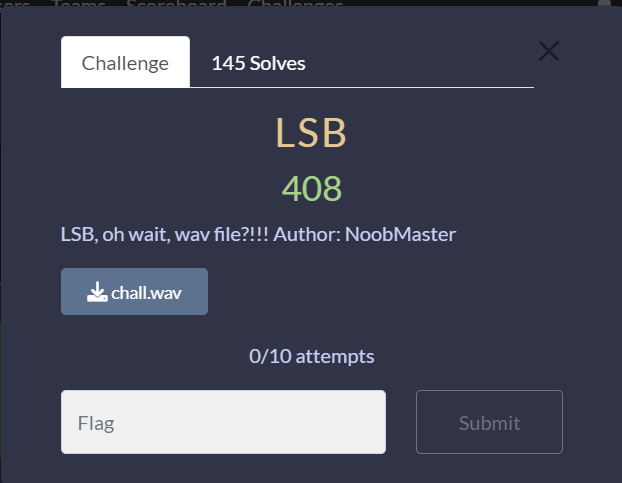 Teams Scoreboard Challenges
Challenge 145 Solves
LSB
408
LSB, oh wait, wav file?!!! Author: NoobMaster
chall.wav
0/10 attempts
Flag Submit